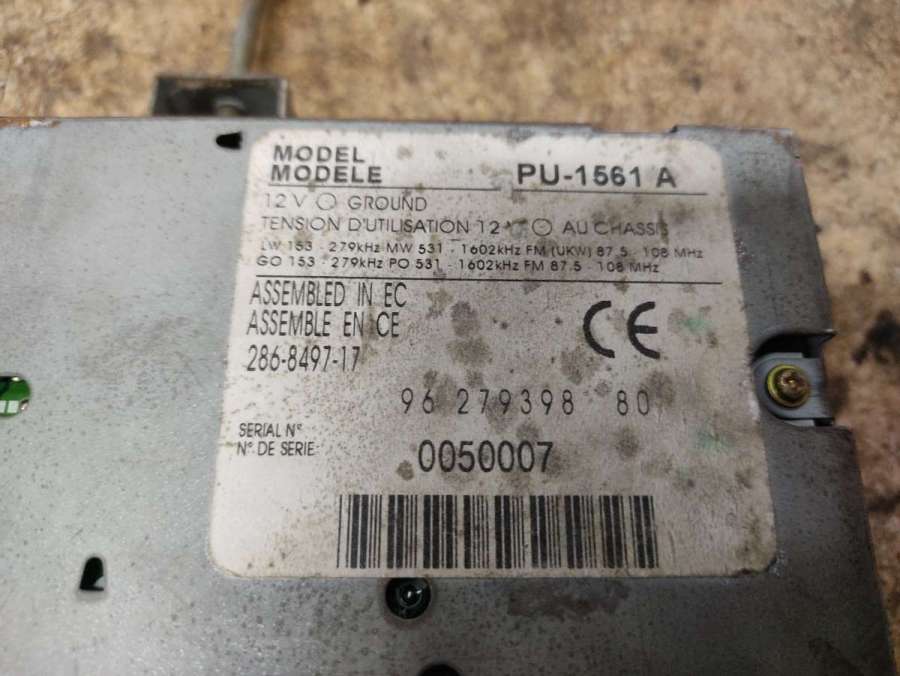 MODEL
MODELE PU-1561 A
12 V ⊖ GROUND
TENSION D'UTILISATION 12 ⊖ AU CHASSIS
LW 153 - 279kHz MW 531 - 1602kHz FM (UKW) 87.5 - 108 MHz
GO 153 - 279kHz PO 531 - 1602kHz FM 87.5 - 108 MHz
ASSEMBLED IN EC
ASSEMBLE EN CE
CE
286-8497-17
96 279398 80
SERIAL N°
N° DE SERIE
0050007